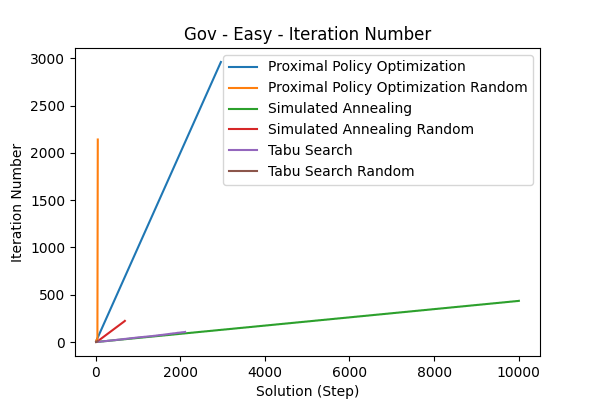 Gov - Easy - Iteration Number
3000
2500
2000
1500
1000
500
0
Iteration Number
Proximal Policy Optimization
Proximal Policy Optimization Random
Simulated Annealing
Simulated Annealing Random
Tabu Search
Tabu Search Random
0 2000 4000 6000 8000 10000
Solution (Step)